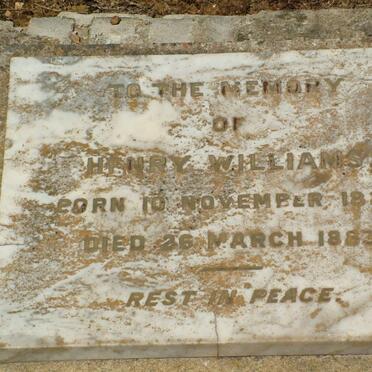 TO THE MEMORY
OF
HENRY WILLIAMS
BORN 10 NOVEMBER
DIED 26 MARCH
REST IN PEACE.